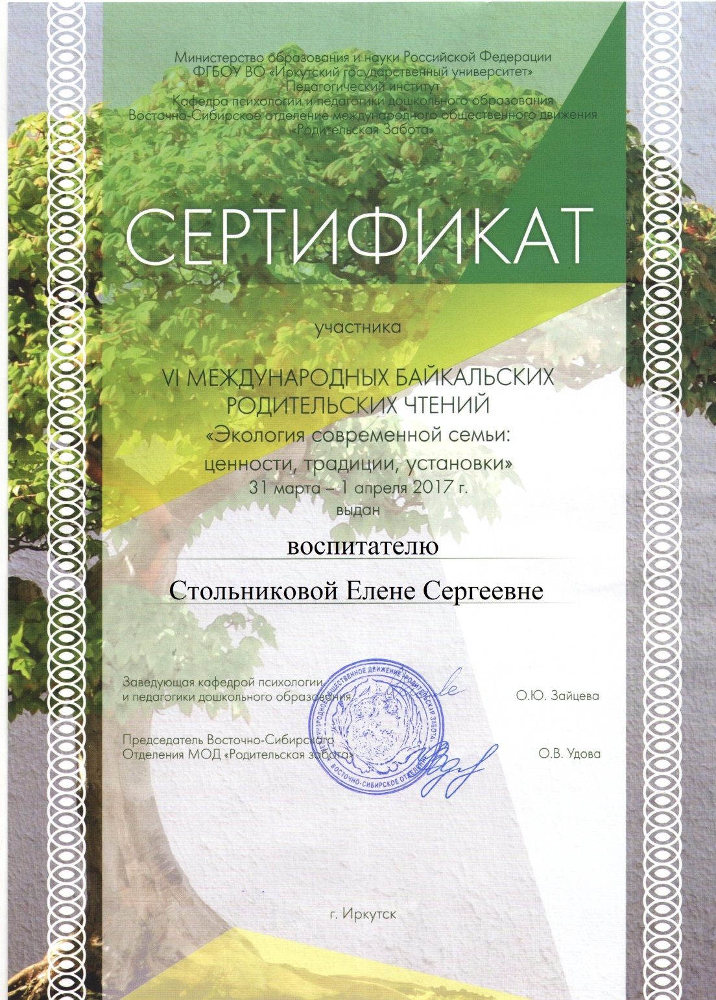 Министерство образования и науки Российской Федерации
ФГБОУ ВО «Иркутский государственный университет»
Педагогический институт
Кафедра психологии и педагогики дошкольного образования
Восточно-Сибирское отделение международного общественного движения
«Родительская Забота»
СЕРТИФИКАТ
участника
VI МЕЖДУНАРОДНЫХ БАЙКАЛЬСКИХ
РОДИТЕЛЬСКИХ ЧТЕНИЙ
«Экология современной семьи:
ценности, традиции, установки»
31 марта – 1 апреля 2017 г.
выдан
воспитателю
Стольниковой Елене Сергеевне
Заведующая кафедрой психологии
и педагогики дошкольного образования
О.Ю. Зайцева
МЕЖДУНАРОДНОЕ ОБЩЕСТВЕННОЕ ДВИЖЕНИЕ «РОДИТЕЛЬСКАЯ ЗАБОТА»
ВОСТОЧНО-СИБИРСКОЕ ОТДЕЛЕНИЕ
Председатель Восточно-Сибирского
Отделения МОД «Родительская забота»
О.В. Удова
г. Иркутск